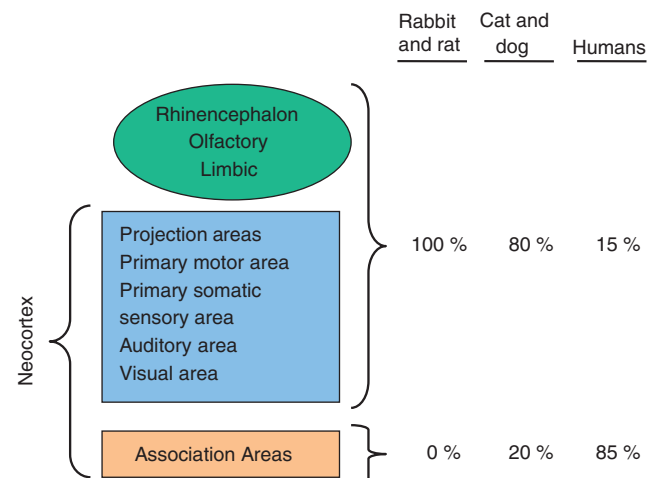 Rabbit and rat
Cat and dog
Humans
Rhinencephalon
Olfactory
Limbic
Neocortex
Projection areas
Primary motor area
Primary somatic
sensory area
Auditory area
Visual area
100 % 80 % 15 %
Association Areas
0 % 20 % 85 %